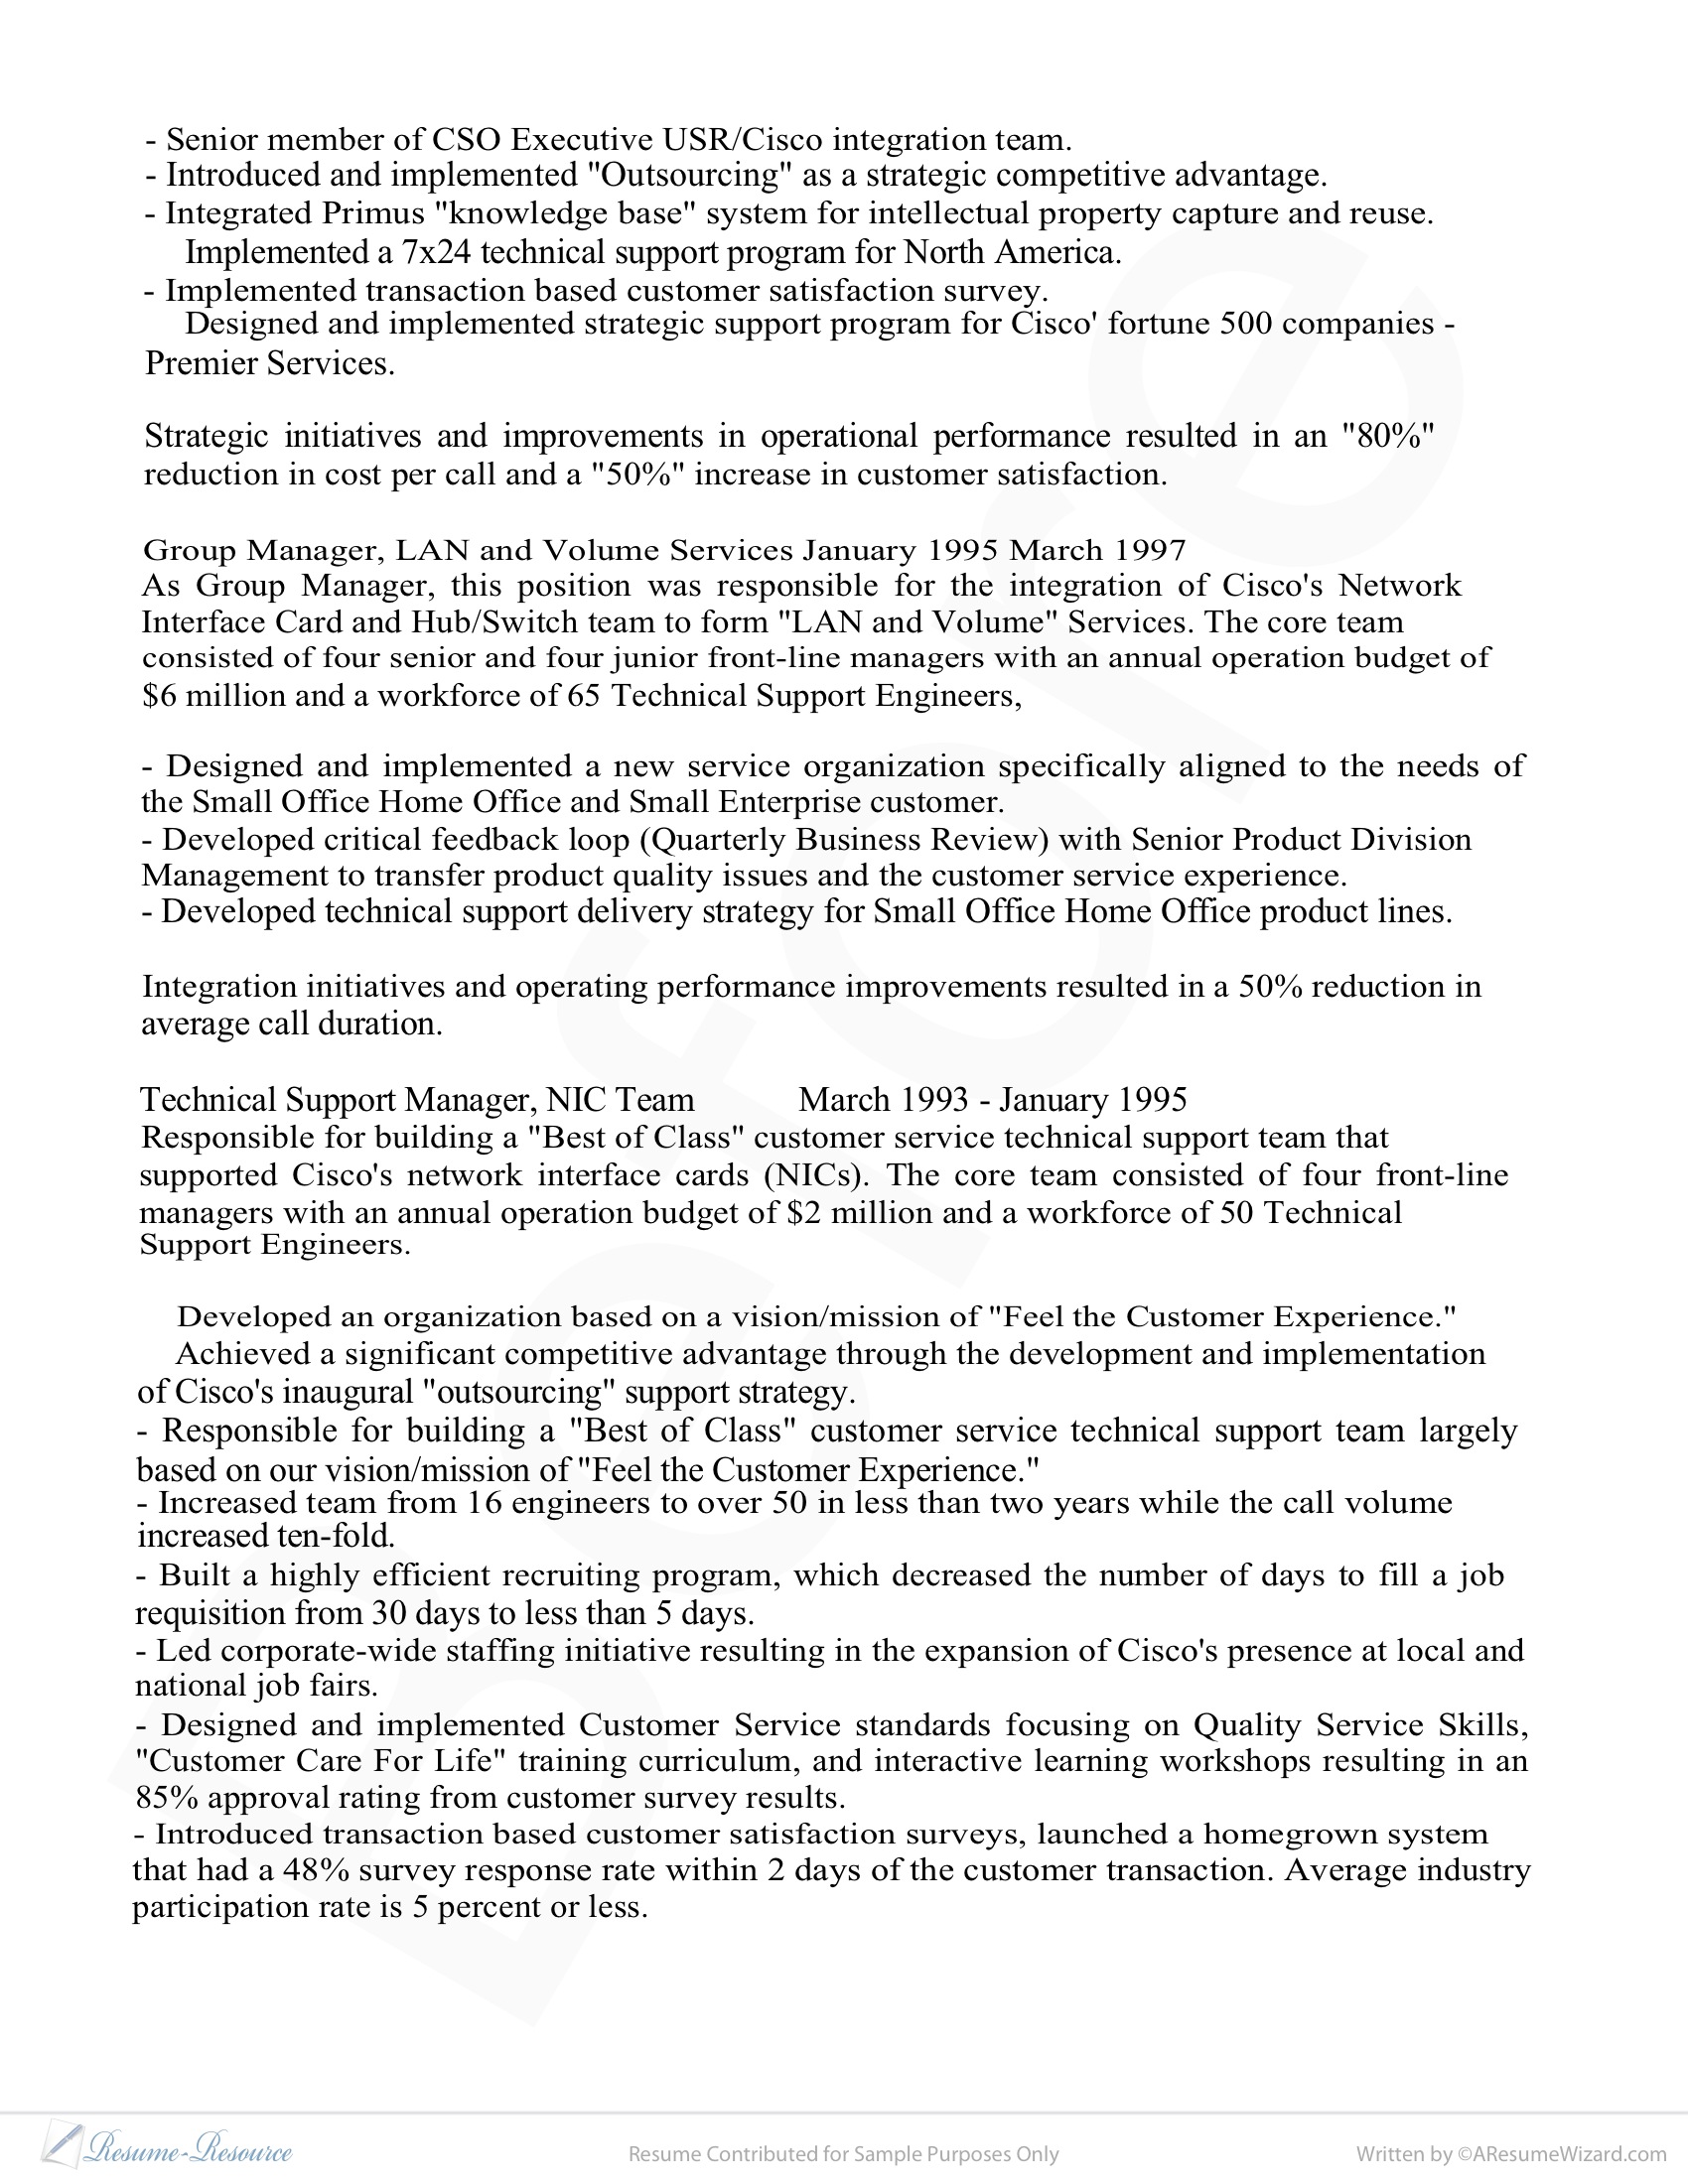 - Senior member of CSO Executive USR/Cisco integration team.
- Introduced and implemented "Outsourcing" as a strategic competitive advantage.
- Integrated Primus "knowledge base" system for intellectual property capture and reuse.
Implemented a 7x24 technical support program for North America.
- Implemented transaction based customer satisfaction survey.
Designed and implemented strategic support program for Cisco' fortune 500 companies -
Premier Services.
Strategic initiatives and improvements in operational performance resulted in an "80%"
reduction in cost per call and a "50%" increase in customer satisfaction.
Group Manager, LAN and Volume Services January 1995 March 1997
As Group Manager, this position was responsible for the integration of Cisco's Network
Interface Card and Hub/Switch team to form "LAN and Volume" Services. The core team
consisted of four senior and four junior front-line managers with an annual operation budget of
$6 million and a workforce of 65 Technical Support Engineers,
- Designed and implemented a new service organization specifically aligned to the needs of
the Small Office Home Office and Small Enterprise customer.
- Developed critical feedback loop (Quarterly Business Review) with Senior Product Division
Management to transfer product quality issues and the customer service experience.
- Developed technical support delivery strategy for Small Office Home Office product lines.
Integration initiatives and operating performance improvements resulted in a 50% reduction in
average call duration.
Technical Support Manager, NIC Team March 1993 - January 1995
Responsible for building a "Best of Class" customer service technical support team that
supported Cisco's network interface cards (NICs). The core team consisted of four front-line
managers with an annual operation budget of $2 million and a workforce of 50 Technical
Support Engineers.
Developed an organization based on a vision/mission of "Feel the Customer Experience."
Achieved a significant competitive advantage through the development and implementation
of Cisco's inaugural "outsourcing" support strategy.
- Responsible for building a "Best of Class" customer service technical support team largely
based on our vision/mission of "Feel the Customer Experience."
- Increased team from 16 engineers to over 50 in less than two years while the call volume
increased ten-fold.
- Built a highly efficient recruiting program, which decreased the number of days to fill a job
requisition from 30 days to less than 5 days.
- Led corporate-wide staffing initiative resulting in the expansion of Cisco's presence at local and
national job fairs.
- Designed and implemented Customer Service standards focusing on Quality Service Skills,
"Customer Care For Life" training curriculum, and interactive learning workshops resulting in an
85% approval rating from customer survey results.
- Introduced transaction based customer satisfaction surveys, launched a homegrown system
that had a 48% survey response rate within 2 days of the customer transaction. Average industry
participation rate is 5 percent or less.
Before
Resume-Resource
Resume Contributed for Sample Purposes Only
Written by ©AResumeWizard.com